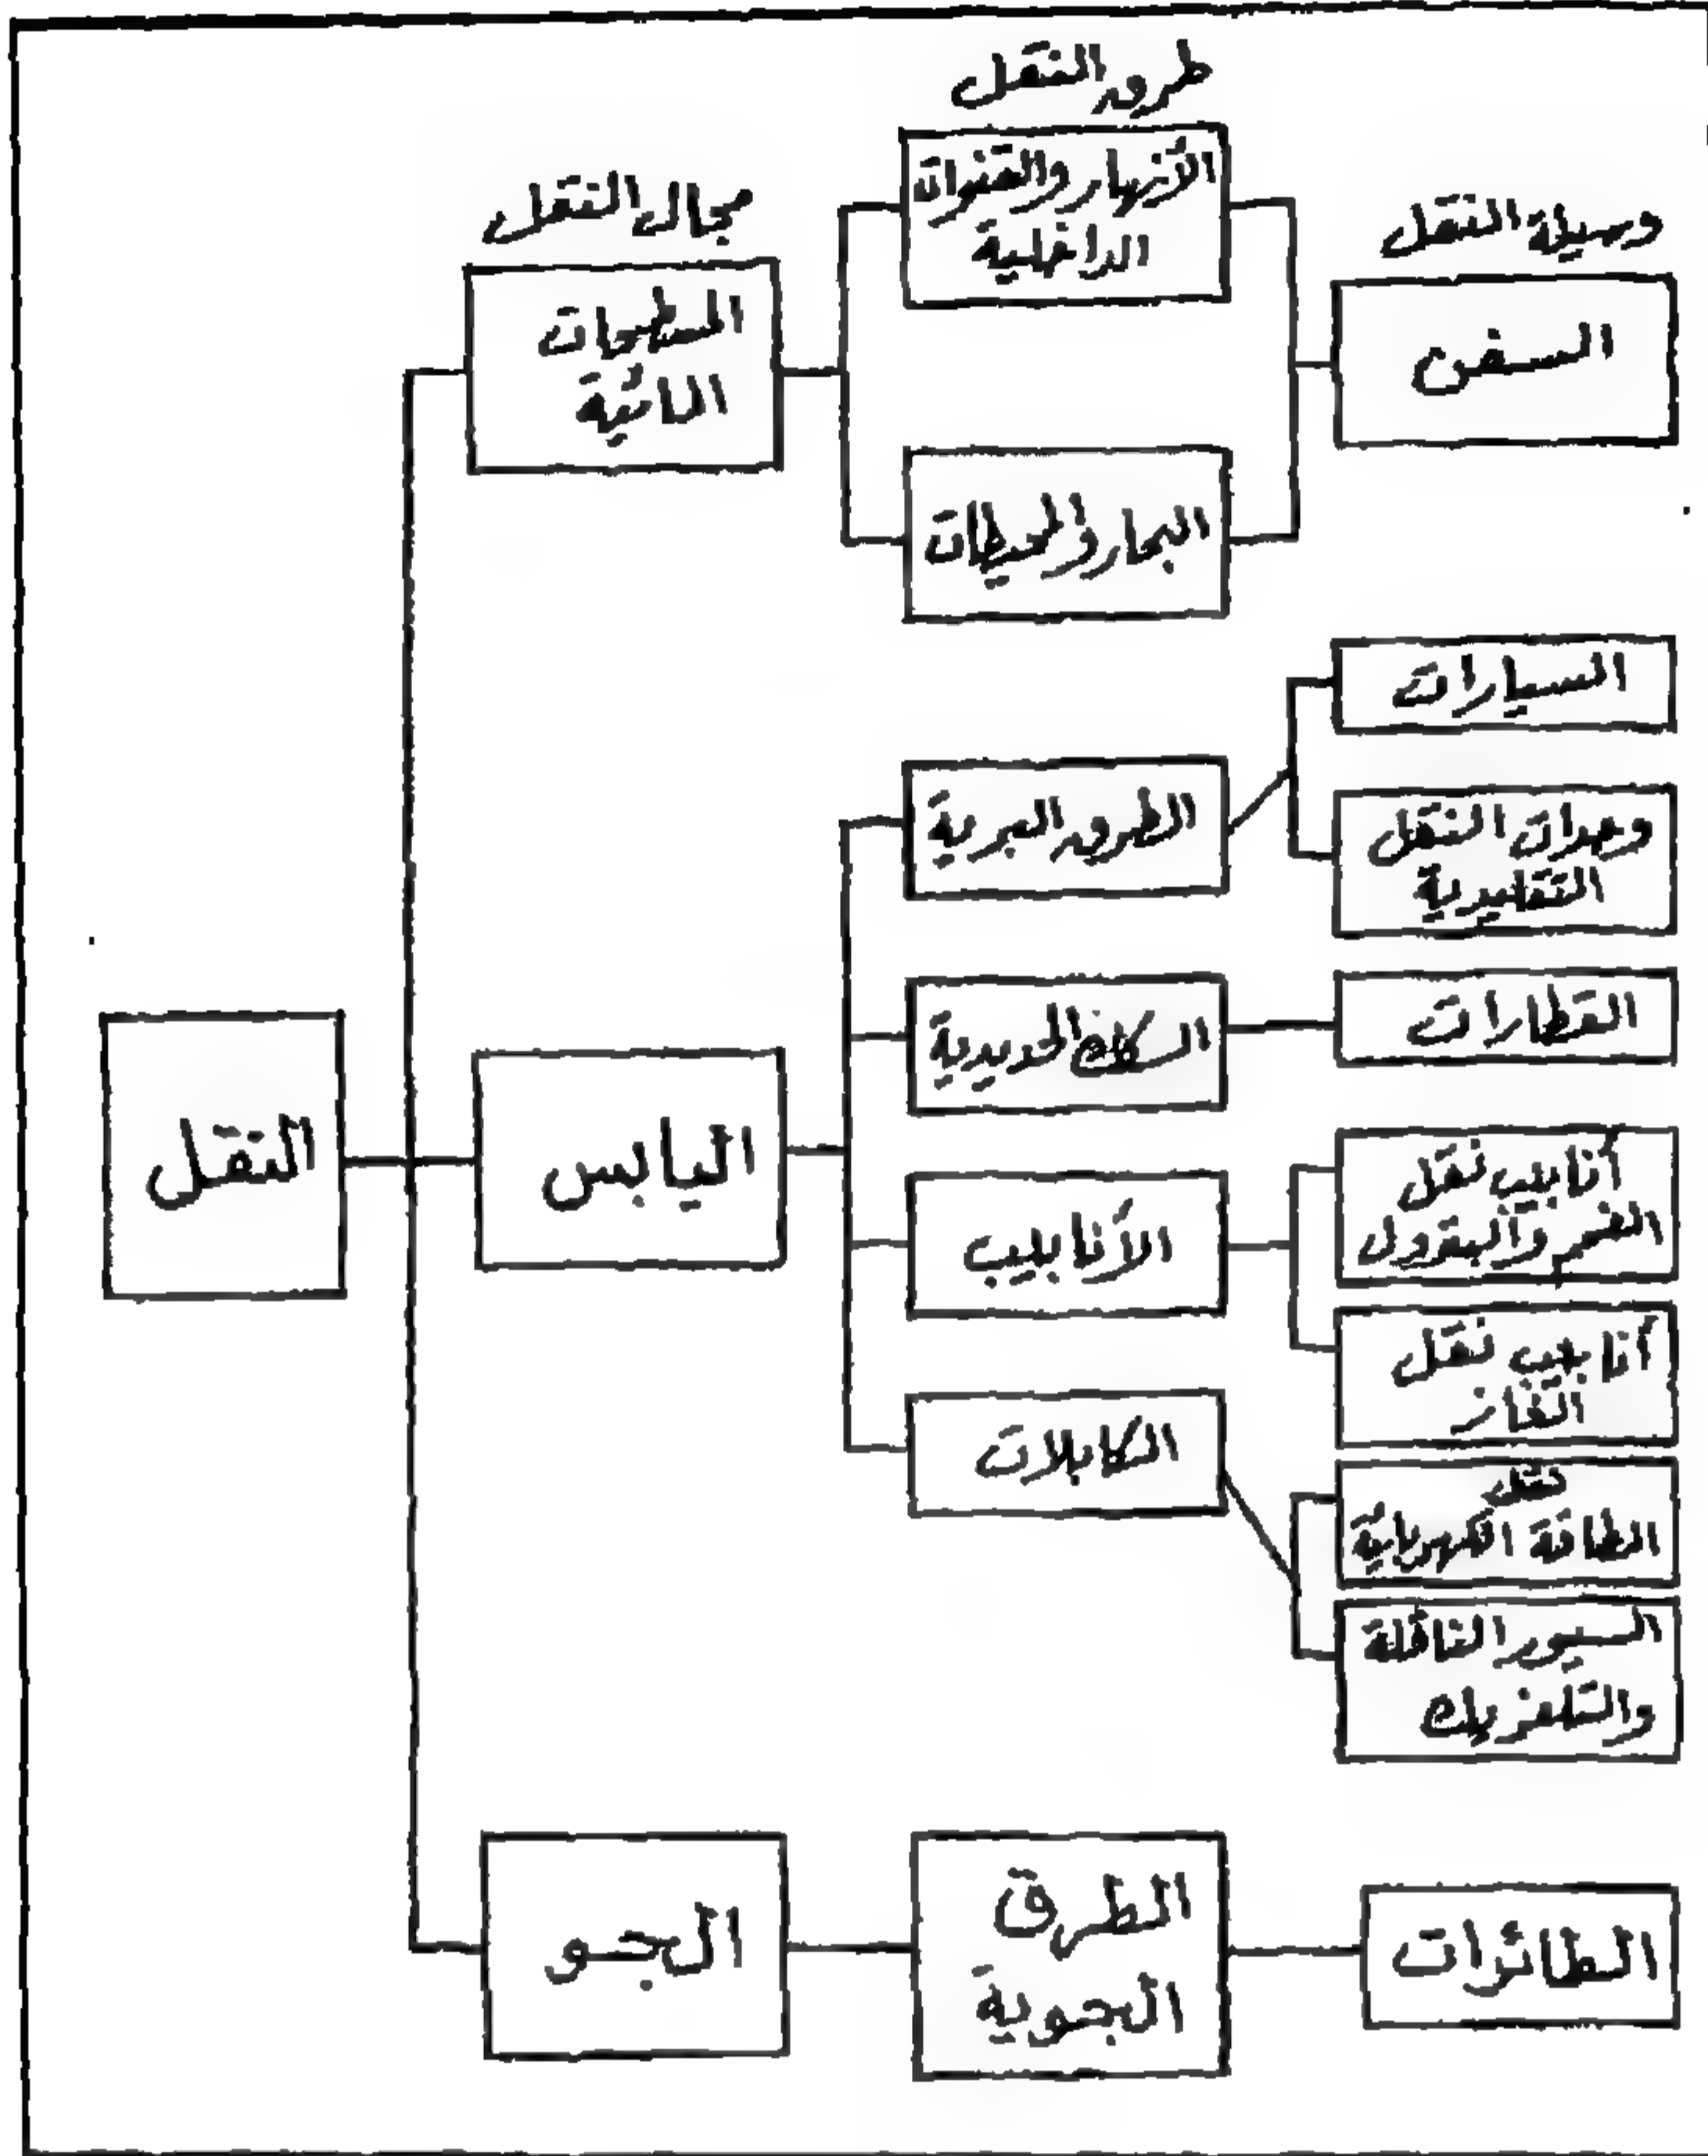 طرق النقل
مجال النقل
وسيلة النقل
الأنهار والقنوات
الداخلية
المسطحات
المائية
السفن
البحار والمحيطات
السيارات
الطرق البرية
وحدات النقل
التقليدية
السكك الحديدية
القطارات
النقل
اليابس
الأنابيب
أنابيب نقل
الفحم والبترول
أنابيب نقل
الغاز
الكابلات
نقل
الطاقة الكهربائية
السيور الناقلة
والتلفريك
الجو
الطرق
الجوية
الطائرات